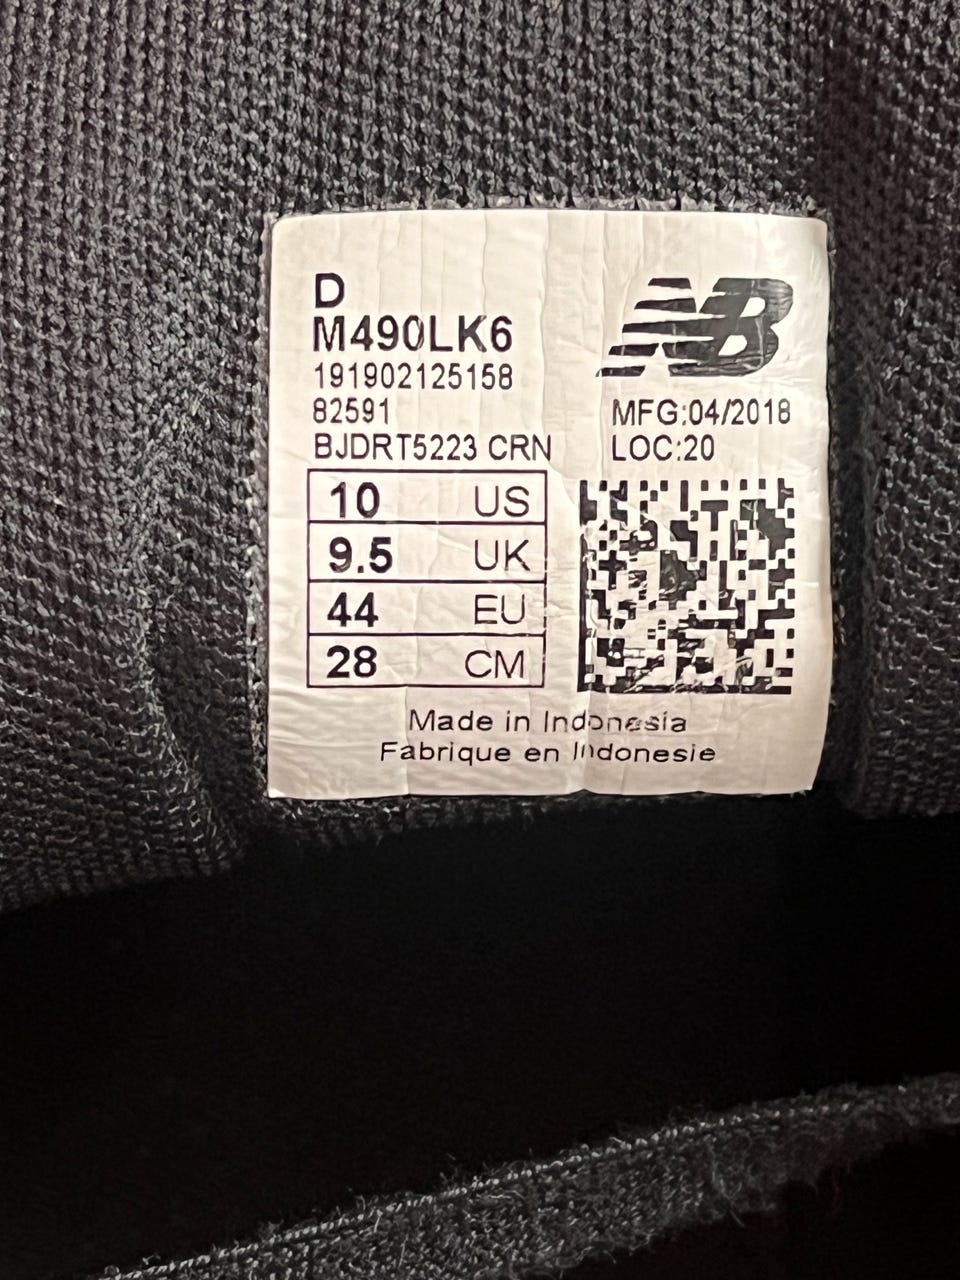 D
M490LK6
191902125158
82591
BJDRT5223 CRN
NB
MFG:04/2018
LOC:20
10 US
9.5 UK
44 EU
28 CM
Made in Indonesia
Fabrique en Indonesie